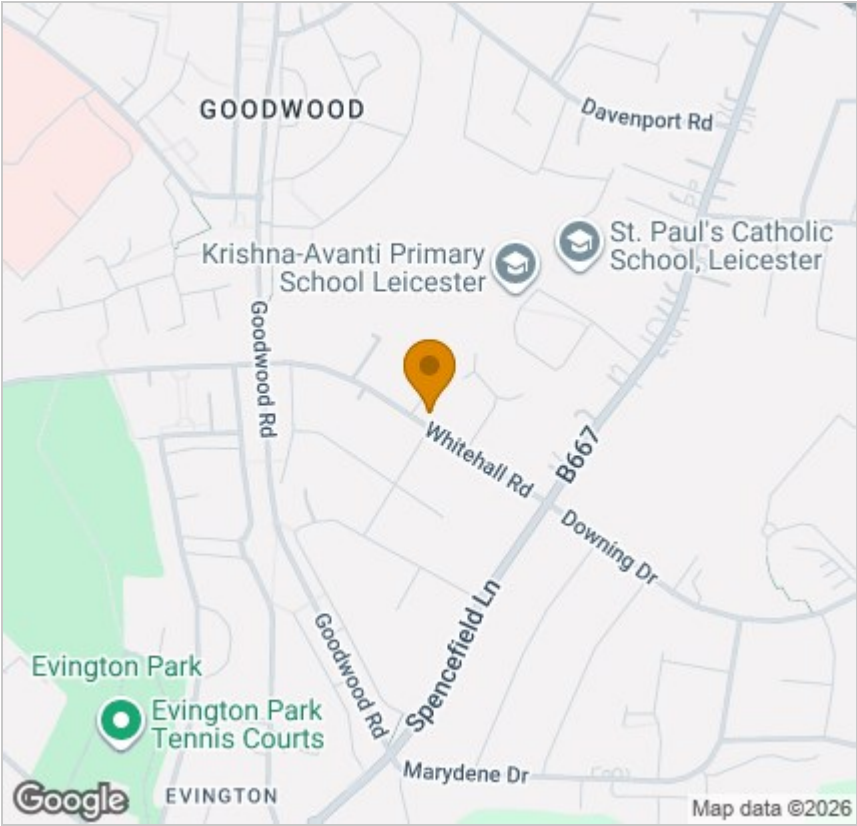 GOODWOOD
Davenport Rd
St. Paul's Catholic
School, Leicester
Krishna-Avanti Primary
School Leicester
Goodwood Rd
Whitehall Rd
B667
Downing Dr
Spencefield Ln
Goodwood Rd
Evington Park
Evington Park
Tennis Courts
Marydene Dr
EVINGTON
Google
Map data ©2026